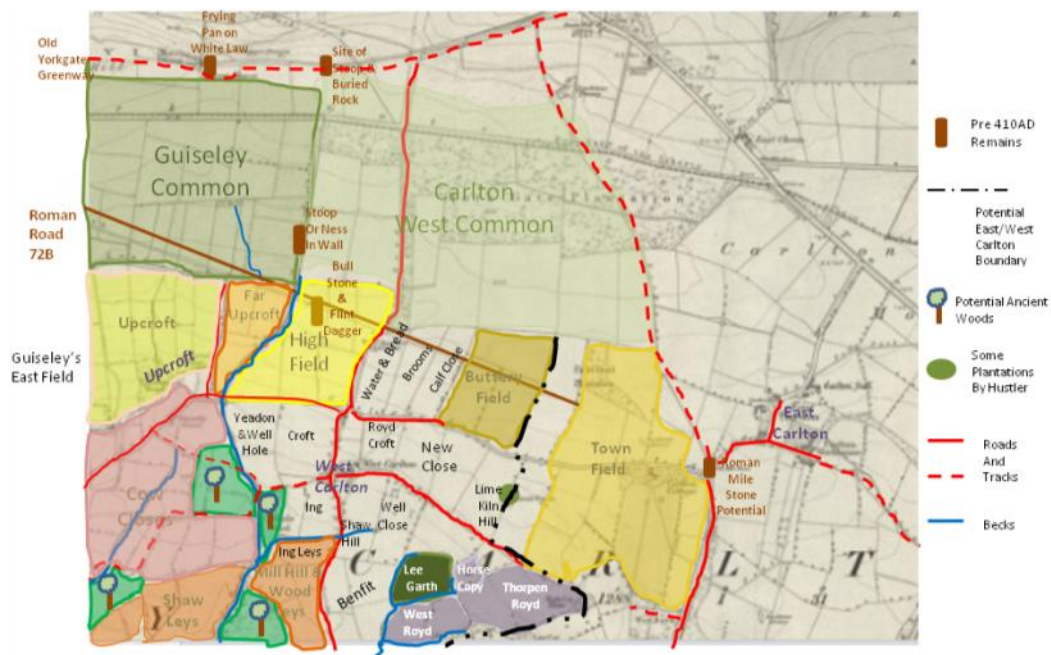 Frying
Pan on
White Law
Old
Yorkgate
Greenway
Site of
Stoop &
Buried
Rock
Guiseley
Common
Carlton
West Common
Roman
Road
72B
Stoop
Or Ness
In Wall
Bull
Stone
&
Flint
Dagger
Upcroft
Far
Upcroft
High
Field
Upcroft
Guiseley's
East Field
Water & Bread
Brooms
Calf Close
Buttery
Field
Carlton
Yeadon
& Well
Hole
Croft
Royd
Croft
New
Close
Town
Field
East
Carlton
West
Carlton
Roman
Mile
Stone
Potential
Cow
Closes
Ing
Shaw
Hill
Well
Close
Lime
Kiln
Hill
Ing Leys
Mill Hill &
Wood
Leys
Shaw
Leys
Benfit
Lee
Garth
Horse
Capy
Thorpen
Royd
West
Royd
C A R L T
Pre 410AD
Remains
Potential
East/West
Carlton
Boundary
Potential Ancient
Woods
Some
Plantations
By Hustler
Roads
And
Tracks
Becks